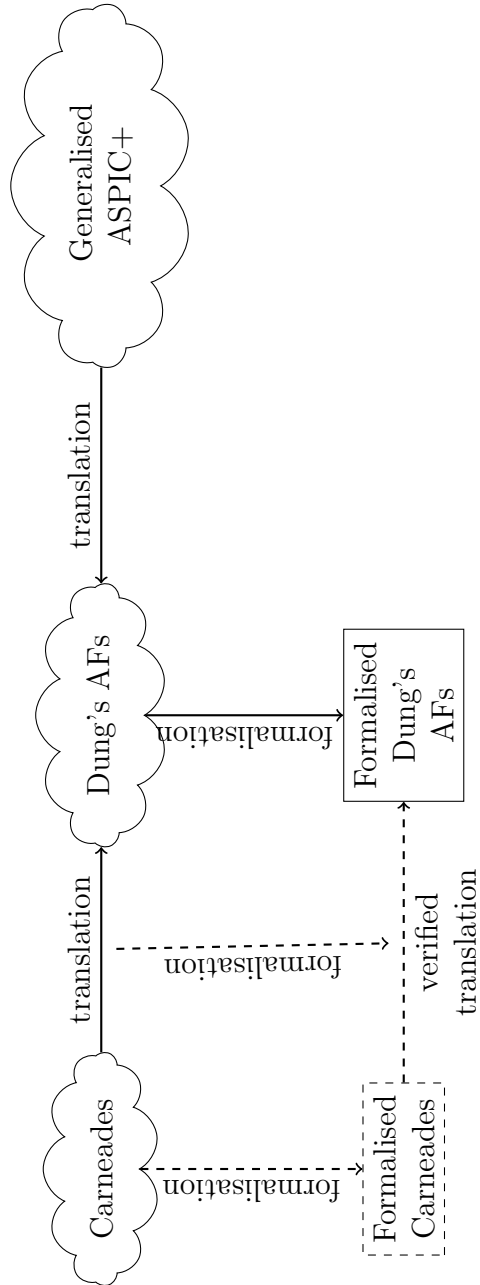 Carneades
translation
Dung's AFs
translation
Generalised
ASPIC+
formalisation
formalisation
formalisation
Formalised
Carneades
verified
translation
Formalised
Dung's
AFs